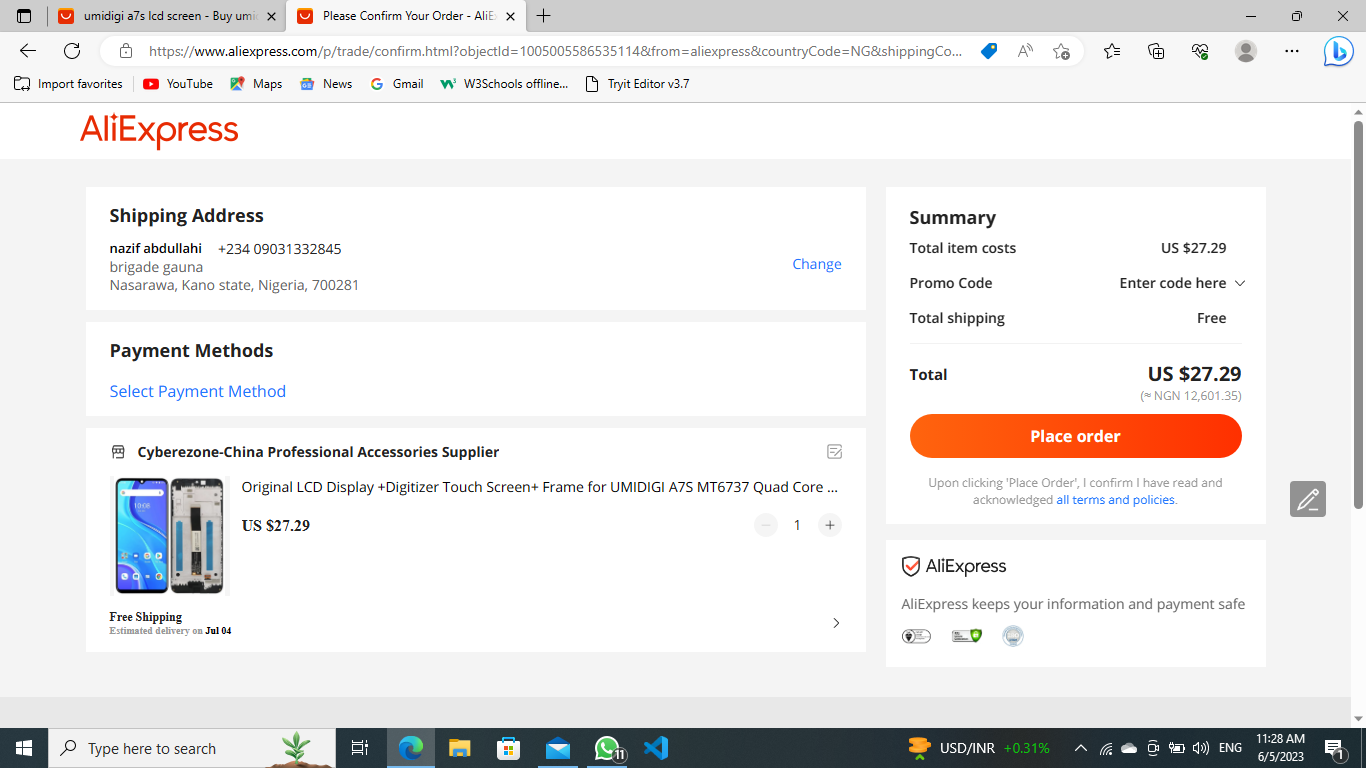 umidigi a7s lcd screen - Buy umi
Please Confirm Your Order - AliE
https://www.aliexpress.com/p/trade/confirm.html?objectId=1005005586535114&from=aliexpress&countryCode=NG&shippingCo...
Import favorites
YouTube
Maps
News
Gmail
W3Schools offline...
Tryit Editor v3.7
AliExpress
Shipping Address
nazif abdullahi +234 09031332845
brigade gauna
Nasarawa, Kano state, Nigeria, 700281
Change
Payment Methods
Select Payment Method
Cyberezone-China Professional Accessories Supplier
Original LCD Display +Digitizer Touch Screen+ Frame for UMIDIGI A7S MT6737 Quad Core ...
US $27.29
− 1 +
Free Shipping
Estimated delivery on Jul 04
Summary
Total item costs US $27.29
Promo Code Enter code here
Total shipping Free
Total US $27.29
(≈ NGN 12,601.35)
Place order
Upon clicking 'Place Order', I confirm I have read and
acknowledged all terms and policies.
AliExpress
AliExpress keeps your information and payment safe
Type here to search
11
USD/INR +0.31%
ENG
11:28 AM
6/5/2023
1